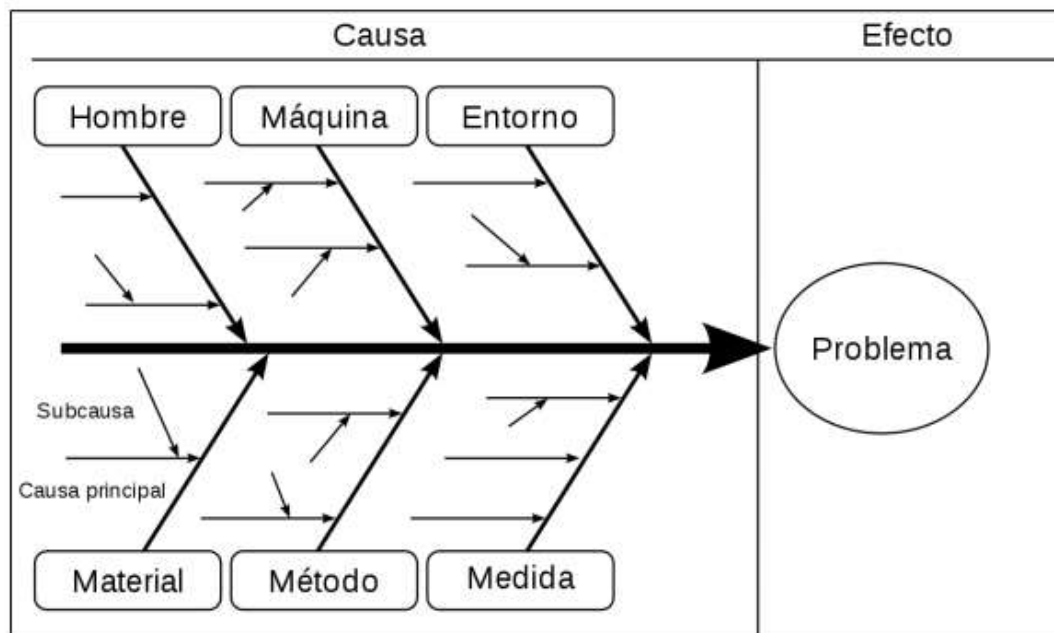 Causa
Efecto
Hombre
Máquina
Entorno
Problema
Subcausa
Causa principal
Material
Método
Medida